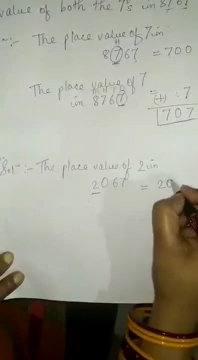 value of both the 7's in 8767
:- The place value of 7 in
H
8767 = 700
The place value of 7
in 8767 = : 7
707
Sol :- The place value of 2 in
2067 = 20